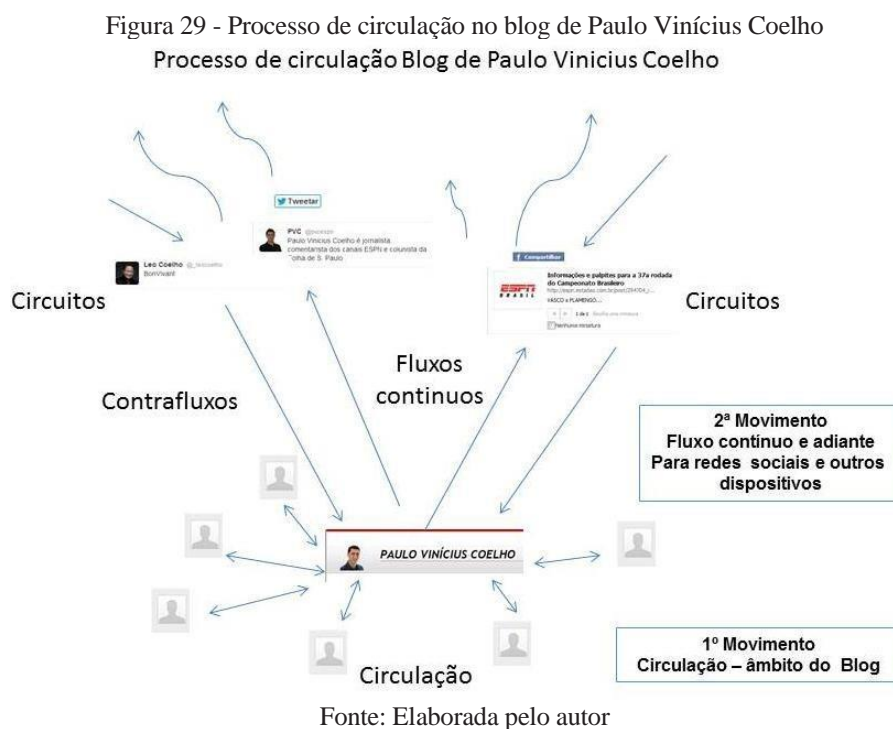 Figura 29 - Processo de circulação no blog de Paulo Vinícius Coelho
Processo de circulação Blog de Paulo Vinicius Coelho
Tweetar
PVC @pvcespn
Paulo Vinicius Coelho é jornalista,
comentarista dos canais ESPN e colunista da
Folha de S. Paulo
Leo Coelho
BonVivant
Compartilhar
Informações e palpites para a 37a rodada
do Campeonato Brasileiro
VASCO x FLAMENGO...
ESPN
BRASIL
1 de 1
Nenhuma miniatura
Circuitos
Circuitos
Contrafluxos
Fluxos
continuos
2ª Movimento
Fluxo contínuo e adiante
Para redes sociais e outros
dispositivos
PAULO VINÍCIUS COELHO
1º Movimento
Circulação – âmbito do Blog
Circulação
Fonte: Elaborada pelo autor